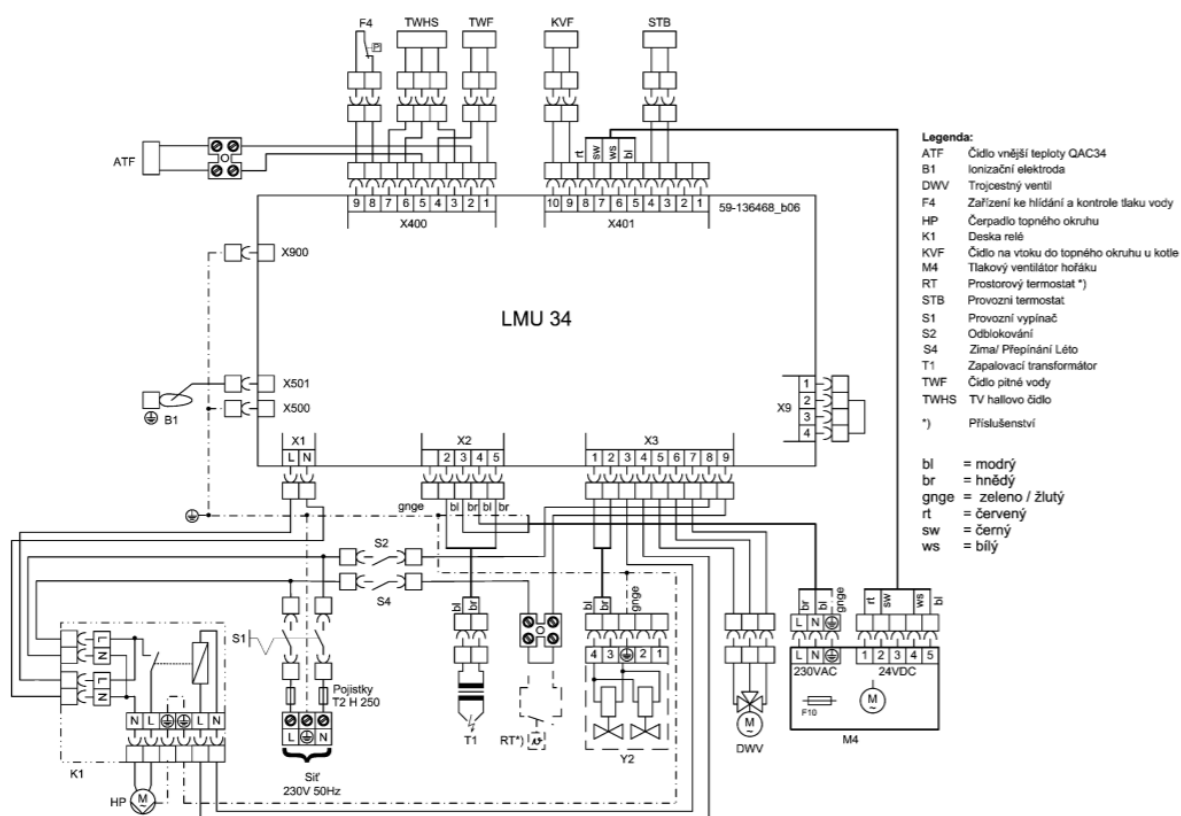 F4 TWHS TWF KVF STB
P
ATF
rt sw ws bl
9 8 7 6 5 4 3 2 1
X400
10 9 8 7 6 5 4 3 2 1
X401
59-136468_b06
X900
LMU 34
X501
X500
B1
X9
1
2
3
4
X1
L N
X2
2 3 4 5
X3
1 2 3 4 5 6 7 8 9
gnge bl br bl br
S2
S4
S1
bl br
bl br gnge
br bl gnge
rt sw ws bl
L N
4 3 2 1
L N
1 2 3 4 5
230VAC 24VDC
F10
M
~
M4
L
N
L
N
N L L N
K1
HP
M
~
Pojistky
T2 H 250
L N
Síť
230V 50Hz
T1
RT*)
Y2
M
~
DWV
Legenda:
ATF Čidlo vnější teploty QAC34
B1 Ionizační elektroda
DWV Trojcestný ventil
F4 Zařízení ke hlídání a kontrole tlaku vody
HP Čerpadlo topného okruhu
K1 Deska relé
KVF Čidlo na vtoku do topného okruhu u kotle
M4 Tlakový ventilátor hořáku
RT Prostorový termostat *)
STB Provozni termostat
S1 Provozní vypínač
S2 Odblokování
S4 Zima/ Přepínání Léto
T1 Zapalovací transformátor
TWF Čidlo pitné vody
TWHS TV hallovo čidlo
*) Příslušenství
bl = modrý
br = hnědý
gnge = zeleno / žlutý
rt = červený
sw = černý
ws = bílý